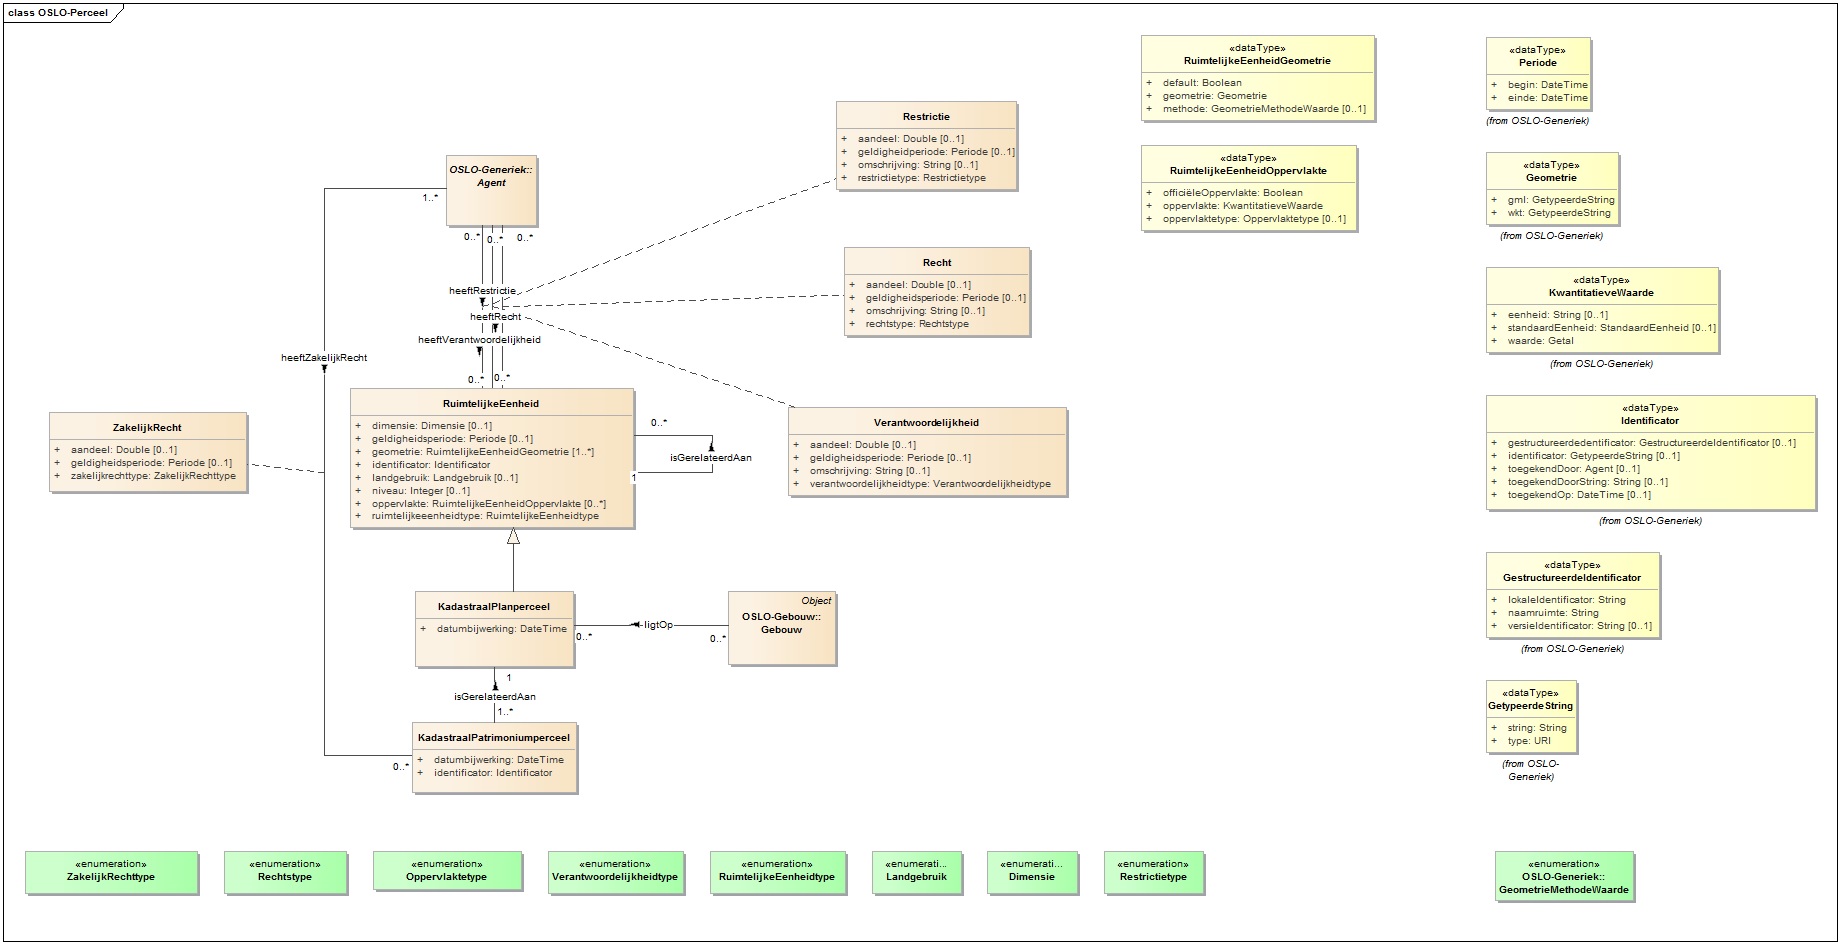 class OSLO-Perceel
OSLO-Generiek::
Agent
1..*
0..*
0..*
0..*
heeftRestrictie
heeftRecht
heeftVerantwoordelijkheid
0..*
0..*
heeftZakelijkRecht
Restrictie
+ aandeel: Double [0..1]
+ geldigheidperiode: Periode [0..1]
+ omschrijving: String [0..1]
+ restrictietype: Restrictietype
Recht
+ aandeel: Double [0..1]
+ geldigheidsperiode: Periode [0..1]
+ omschrijving: String [0..1]
+ rechtstype: Rechtstype
Verantwoordelijkheid
+ aandeel: Double [0..1]
+ geldigheidsperiode: Periode [0..1]
+ omschrijving: String [0..1]
+ verantwoordelijkheidtype: Verantwoordelijkheidtype
ZakelijkRecht
+ aandeel: Double [0..1]
+ geldigheidsperiode: Periode [0..1]
+ zakelijkrechttype: ZakelijkRechttype
RuimtelijkeEenheid
+ dimensie: Dimensie [0..1]
+ geldigheidsperiode: Periode [0..1]
+ geometrie: RuimtelijkeEenheidGeometrie [1..*]
+ identificator: Identificator
+ landgebruik: Landgebruik [0..1]
+ niveau: Integer [0..1]
+ oppervlakte: RuimtelijkeEenheidOppervlakte [0..*]
+ ruimtelijkeeenheidtype: RuimtelijkeEenheidtype
0..*
isGerelateerdAan
1
KadastraalPlanperceel
+ datumbijwerking: DateTime
0..*
ligtOp
0..*
Object
OSLO-Gebouw::
Gebouw
1
isGerelateerdAan
1..*
KadastraalPatrimoniumperceel
+ datumbijwerking: DateTime
+ identificator: Identificator
0..*
«dataType»
RuimtelijkeEenheidGeometrie
+ default: Boolean
+ geometrie: Geometrie
+ methode: GeometrieMethodeWaarde [0..1]
«dataType»
RuimtelijkeEenheidOppervlakte
+ officiëleOppervlakte: Boolean
+ oppervlakte: KwantitatieveWaarde
+ oppervlaktetype: Oppervlaktetype [0..1]
«dataType»
Periode
+ begin: DateTime
+ einde: DateTime
(from OSLO-Generiek)
«dataType»
Geometrie
+ gml: GetypeerdeString
+ wkt: GetypeerdeString
(from OSLO-Generiek)
«dataType»
KwantitatieveWaarde
+ eenheid: String [0..1]
+ standaardEenheid: StandaardEenheid [0..1]
+ waarde: Getal
(from OSLO-Generiek)
«dataType»
Identificator
+ gestructureerdedentificator: GestructureerdeIdentificator [0..1]
+ identificator: GetypeerdeString [0..1]
+ toegekendDoor: Agent [0..1]
+ toegekendDoorString: String [0..1]
+ toegekendOp: DateTime [0..1]
(from OSLO-Generiek)
«dataType»
GestructureerdeIdentificator
+ lokaleIdentificator: String
+ naamruimte: String
+ versieIdentificator: String [0..1]
(from OSLO-Generiek)
«dataType»
GetypeerdeString
+ string: String
+ type: URI
(from OSLO-
Generiek)
«enumeration»
ZakelijkRechttype
«enumeration»
Rechtstype
«enumeration»
Oppervlaktetype
«enumeration»
Verantwoordelijkheidtype
«enumeration»
RuimtelijkeEenheidtype
«enumerati...
Landgebruik
«enumerati...
Dimensie
«enumeration»
Restrictietype
«enumeration»
OSLO-Generiek::
GeometrieMethodeWaarde